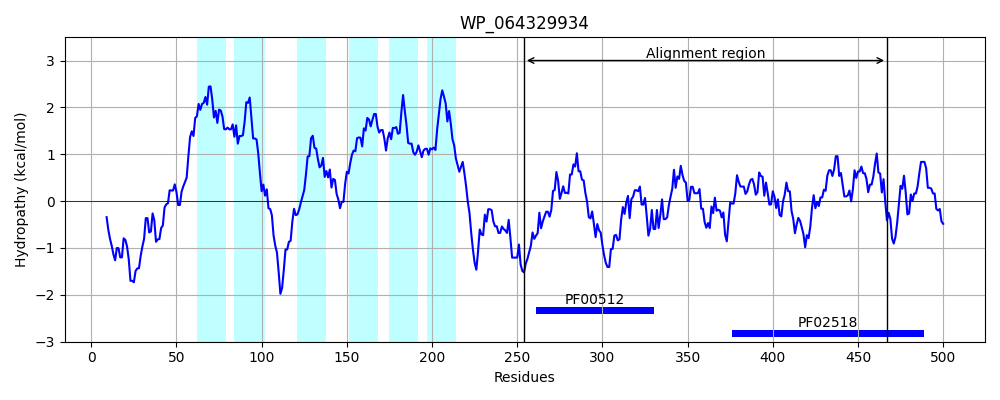 WP_064329934
Hydropathy (kcal/mol)
3
2
1
0
−1
−2
−3
Alignment region
PF00512
PF02518
0 50 100 150 200 250 300 350 400 450 500
Residues